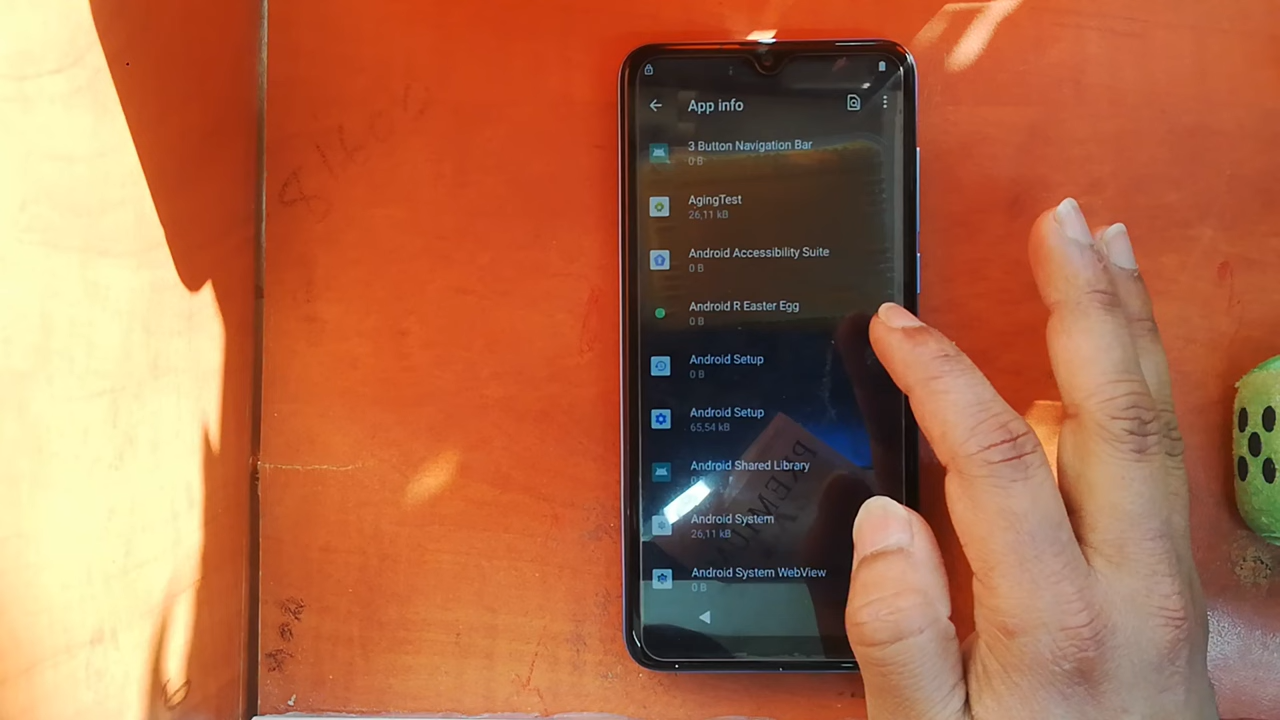 App info
3 Button Navigation Bar
0 B
AgingTest
26,11 kB
Android Accessibility Suite
0 B
Android R Easter Egg
0 B
Android Setup
0 B
Android Setup
65,54 kB
Android Shared Library
Android System
26,11 kB
Android System WebView
0 B